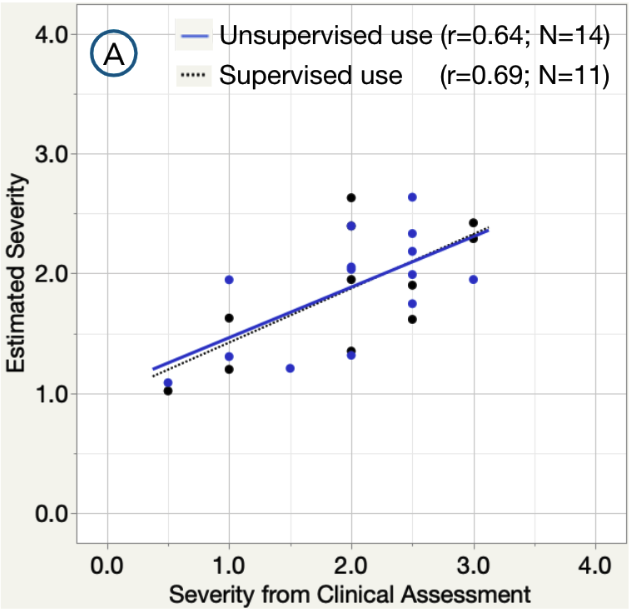 A
Unsupervised use (r=0.64; N=14)
Supervised use (r=0.69; N=11)
4.0
3.0
2.0
1.0
0.0
Estimated Severity
0.0 1.0 2.0 3.0 4.0
Severity from Clinical Assessment